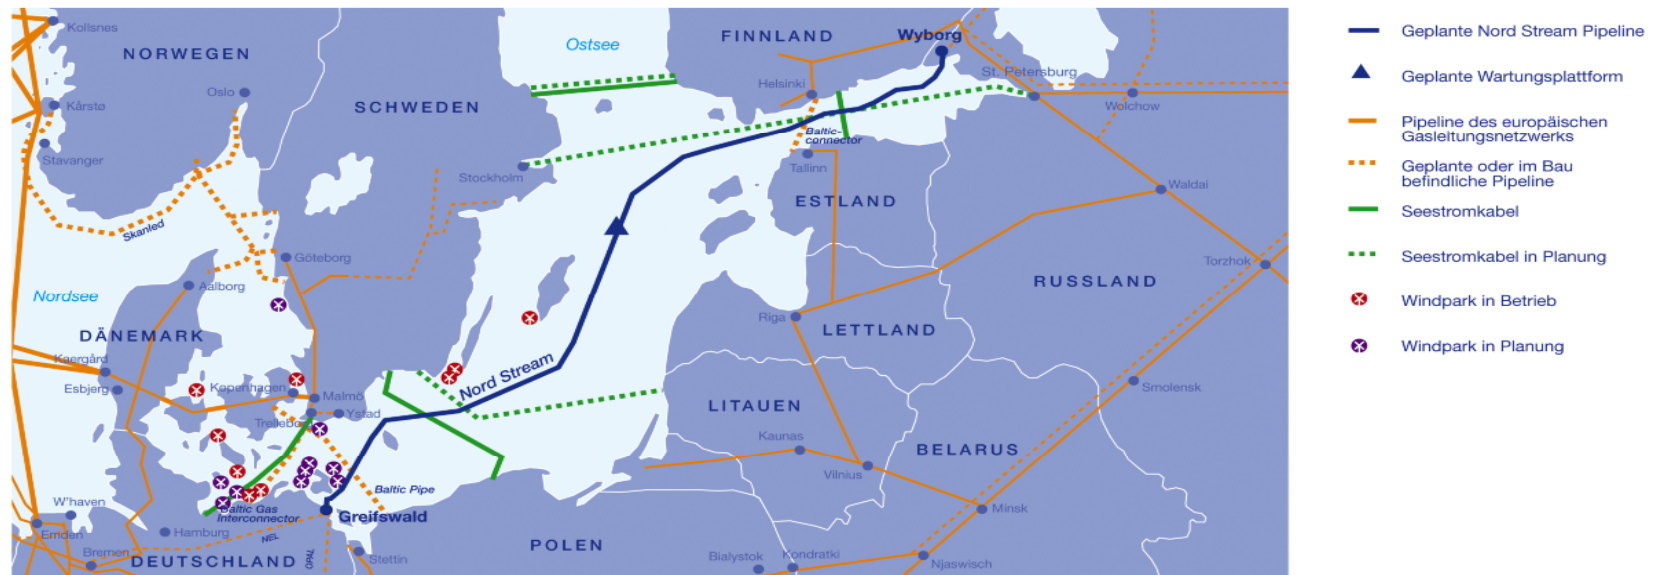 Kollsnes
NORWEGEN
Oslo
Kårstø
Stavanger
Skanled
SCHWEDEN
Ostsee
FINNLAND
Wyborg
Helsinki
St. Petersburg
Wolchow
Baltic-
connector
Tallinn
Stockholm
ESTLAND
Waldai
Göteborg
Aalborg
Nordsee
DÄNEMARK
Torzhok
RUSSLAND
Riga
LETTLAND
Kaergård
Esbjerg
Kopenhagen
Malmö
Trelleborg
Ystad
Nord Stream
Smolensk
LITAUEN
Kaunas
Vilnius
BELARUS
Minsk
Baltic Pipe
Baltic Gas
Interconnector
Greifswald
W'haven
Emden
Hamburg
Bremen
NEL
DEUTSCHLAND
OPAL
Stettin
POLEN
Bialystok
Kondratki
Njaswisch
Geplante Nord Stream Pipeline
Geplante Wartungsplattform
Pipeline des europäischen
Gasleitungsnetzwerks
Geplante oder im Bau
befindliche Pipeline
Seestromkabel
Seestromkabel in Planung
Windpark in Betrieb
Windpark in Planung